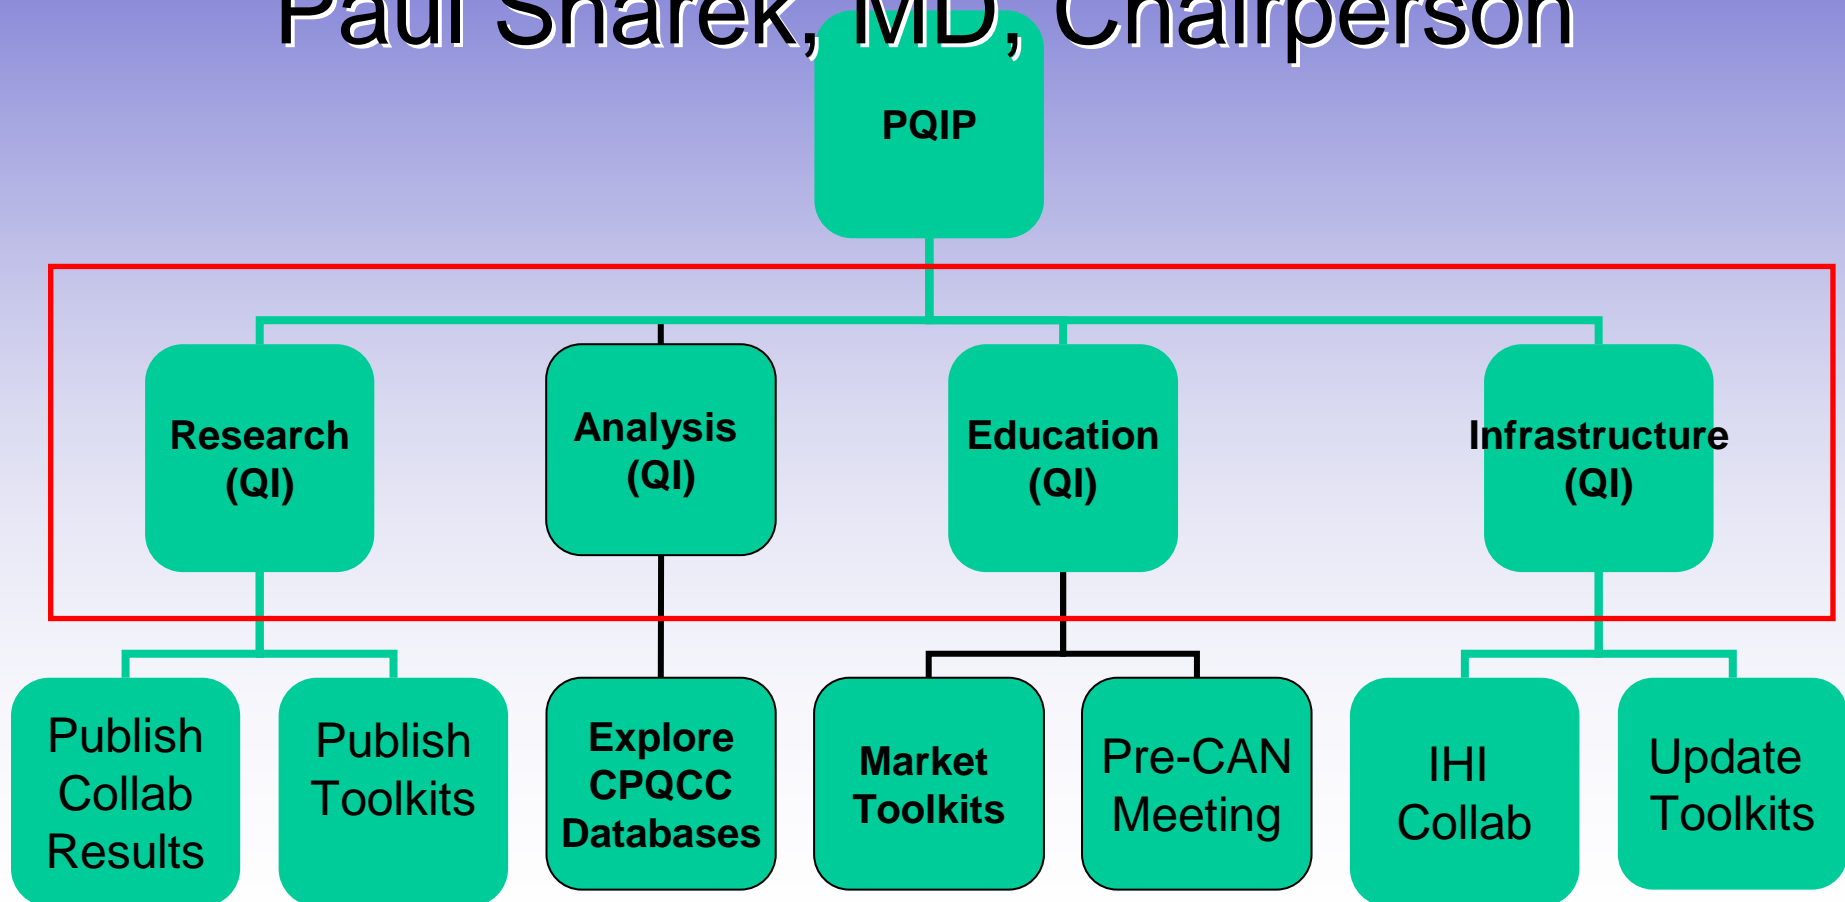 Paul Sharek, MD, Chairperson
PQIP
Research
(QI)
Analysis
(QI)
Education
(QI)
Infrastructure
(QI)
Publish
Collab
Results
Publish
Toolkits
Explore
CPQCC
Databases
Market
Toolkits
Pre-CAN
Meeting
IHI
Collab
Update
Toolkits